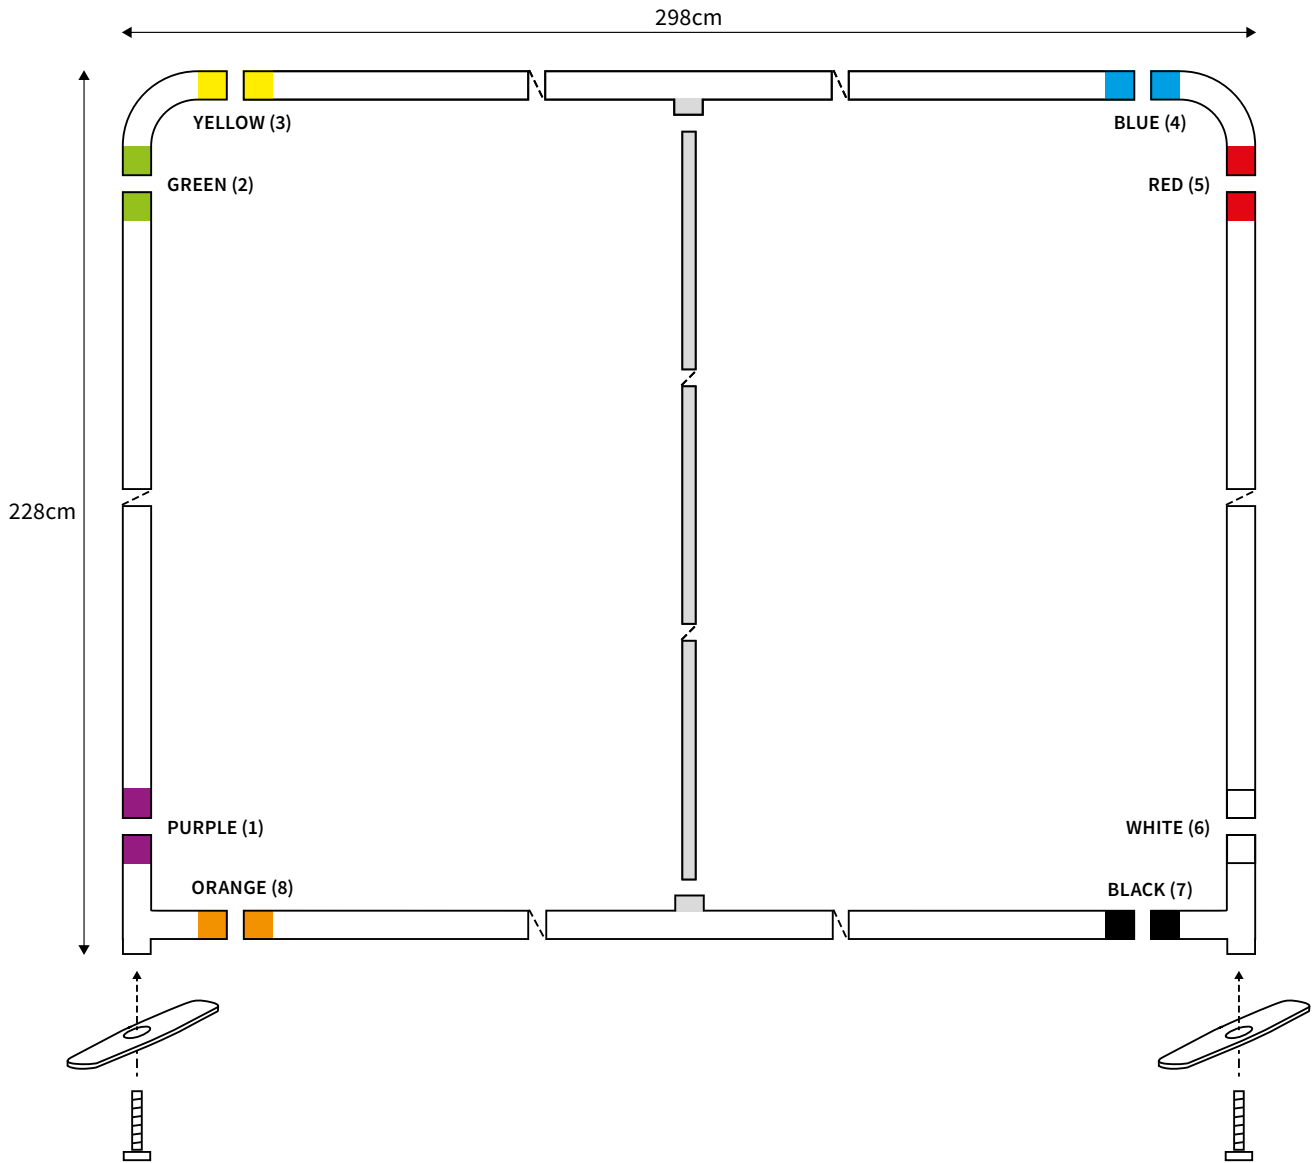 298cm
YELLOW (3)
BLUE (4)
GREEN (2)
RED (5)
228cm
PURPLE (1)
WHITE (6)
ORANGE (8)
BLACK (7)